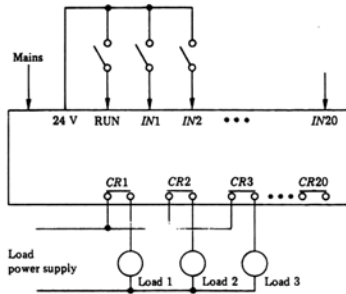 Mains
24 V RUN IN1 IN2 ••• IN20
CR1 CR2 CR3 ••• CR20
Load
power supply
Load 1 Load 2 Load 3